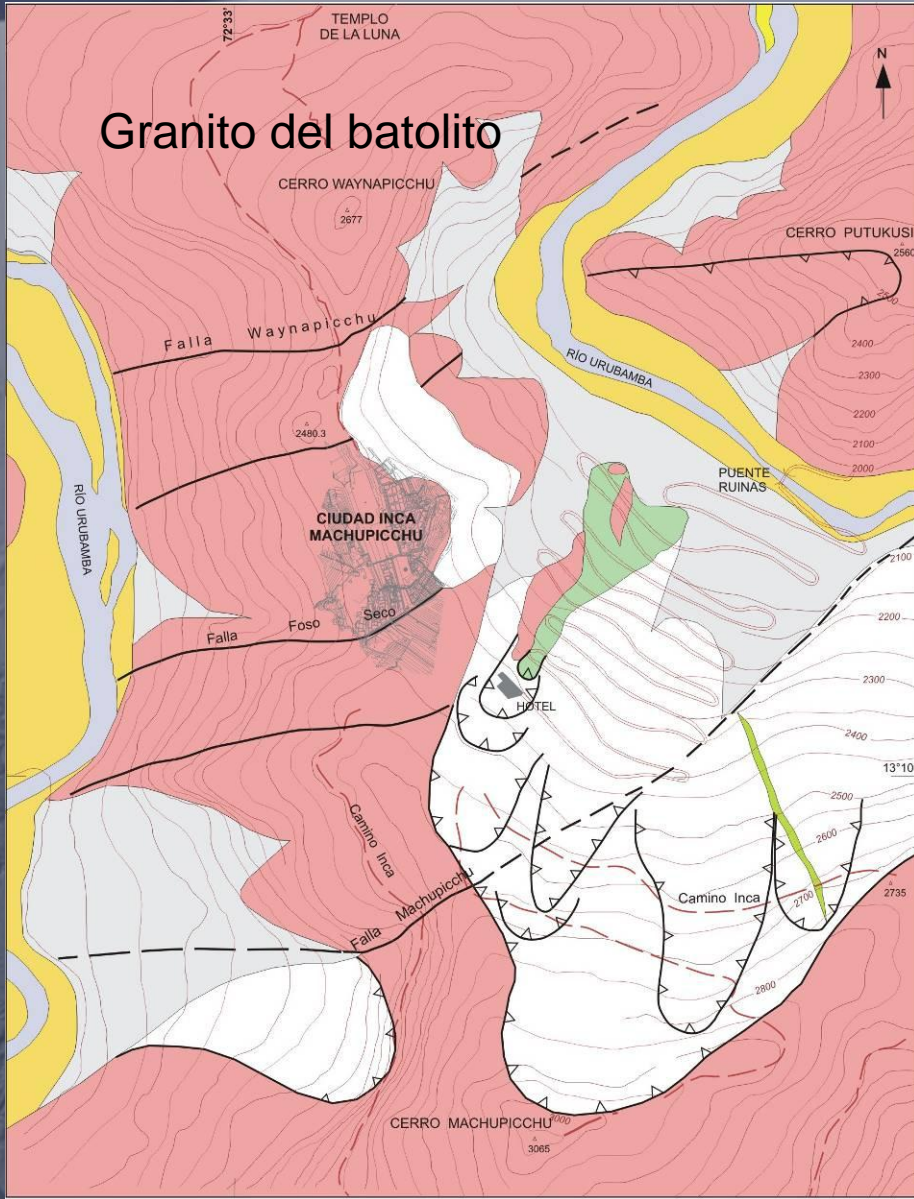 72°33'
TEMPLO
DE LA LUNA
N
Granito del batolito
CERRO WAYNAPICCHU
2677
CERRO PUTUKUSI
2560
2500
Falla Waynapicchu
2400
RÍO URUBAMBA
2300
2200
2480.3
2100
2000
PUENTE
RUINAS
RÍO URUBAMBA
CIUDAD INCA
MACHUPICCHU
2100
Falla Foso Seco
2200
2300
HOTEL
2400
13°10
2500
Camino Inca
2600
Falla Machupicchu
Camino Inca
2700
2735
2800
CERRO MACHUPICCHU
3000
3065